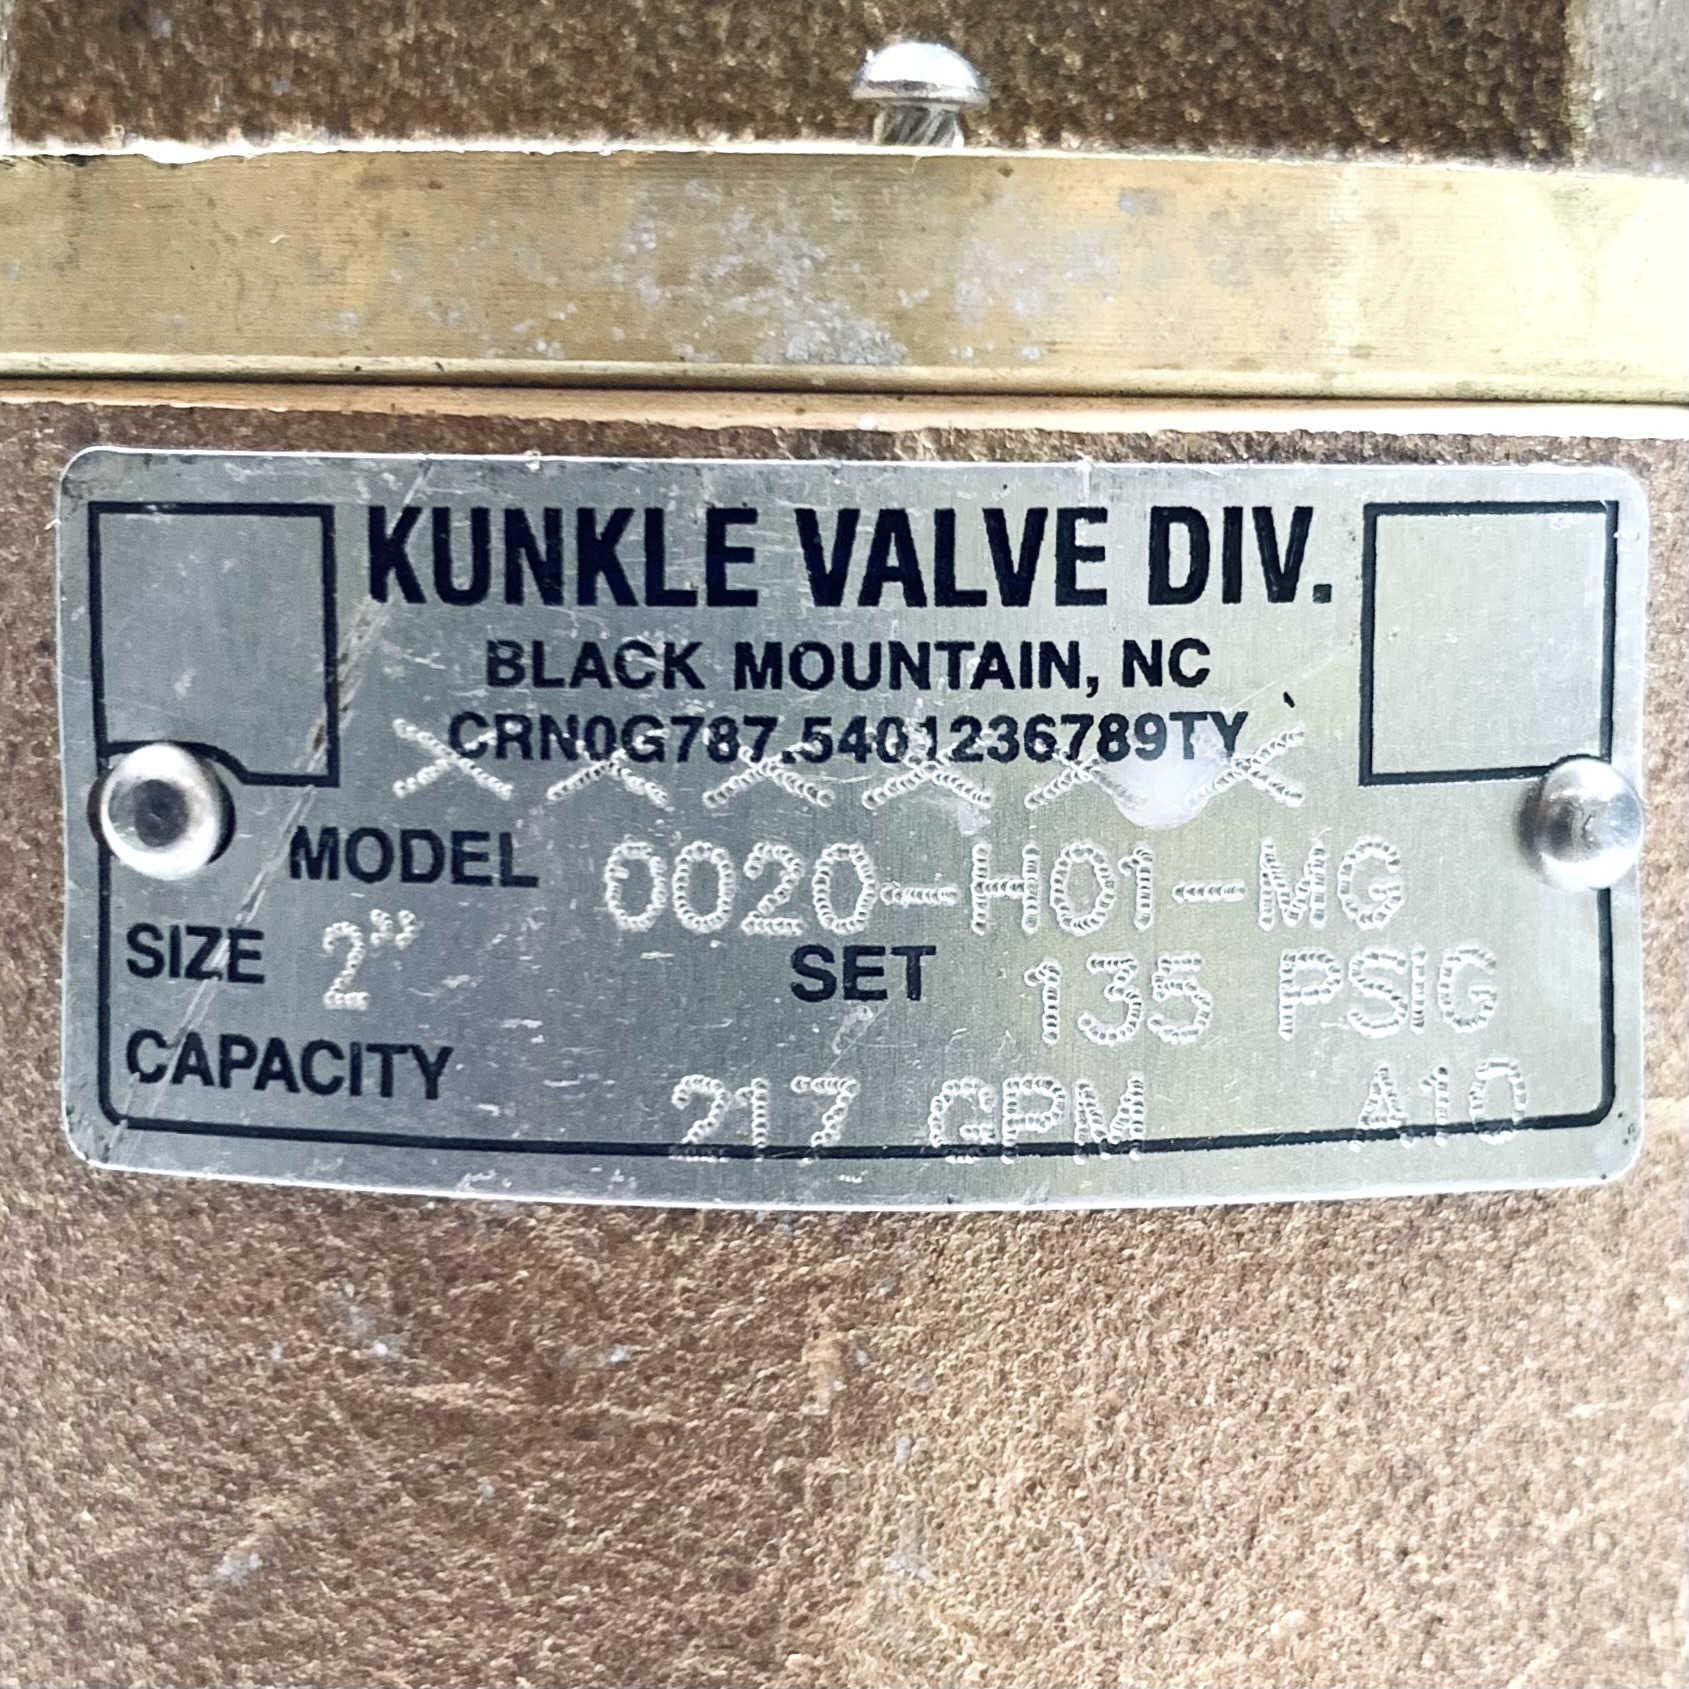 KUNKLE VALVE DIV.
BLACK MOUNTAIN, NC
CRN0G787.5401236789TY
XXXXXX
MODEL 0020-H01-MG
SIZE 2" SET 135 PSIG
CAPACITY 217 GPM A10